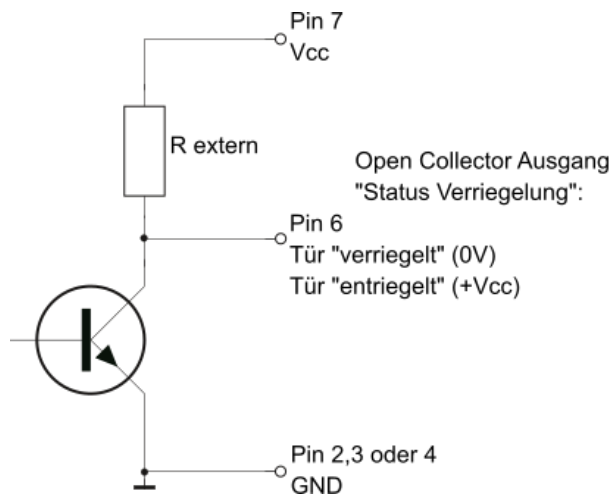 Pin 7
Vcc
R extern
Open Collector Ausgang
"Status Verriegelung":
Pin 6
Tür "verriegelt" (0V)
Tür "entriegelt" (+Vcc)
Pin 2,3 oder 4
GND